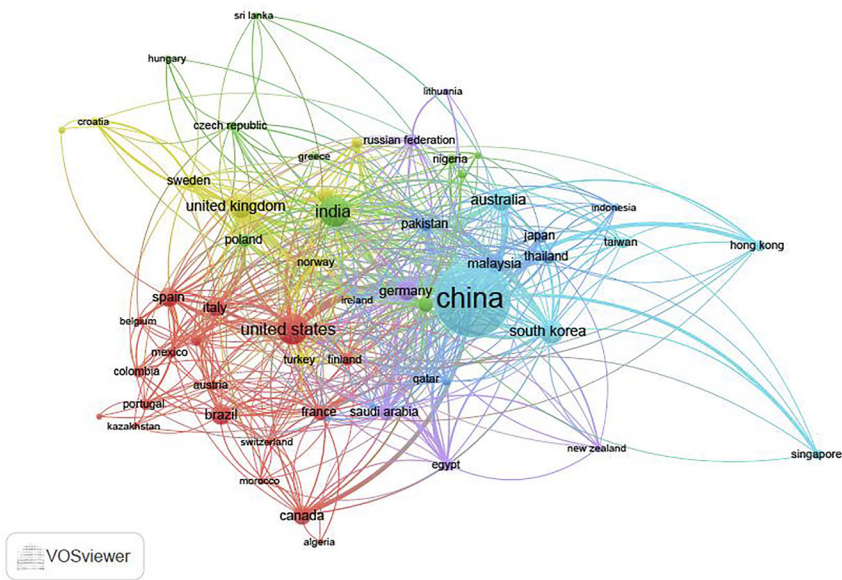 sri lanka
hungary
lithuania
croatia
czech republic
russian federation
greece
nigeria
sweden
united kingdom
india
australia
indonesia
pakistan
poland
japan
taiwan
hong kong
norway
malaysia
thailand
germany
china
spain
italy
ireland
belgium
united states
south korea
mexico
turkey
finland
colombia
austria
qatar
portugal
brazil
france
saudi arabia
kazakhstan
switzerland
new zealand
singapore
egypt
morocco
canada
algeria
VOSviewer